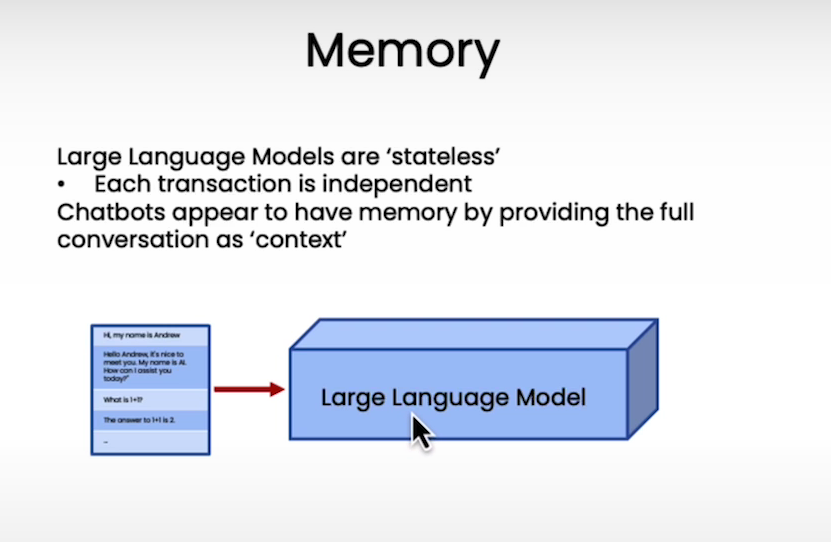 Memory
Large Language Models are ‘stateless’
• Each transaction is independent
Chatbots appear to have memory by providing the full
conversation as ‘context’
Hi, my name is Andrew
Hello Andrew, it's nice to
meet you. My name is AI.
How can I assist you
today?"
What is 1+1?
The answer to 1+1 is 2.
–
Large Language Model